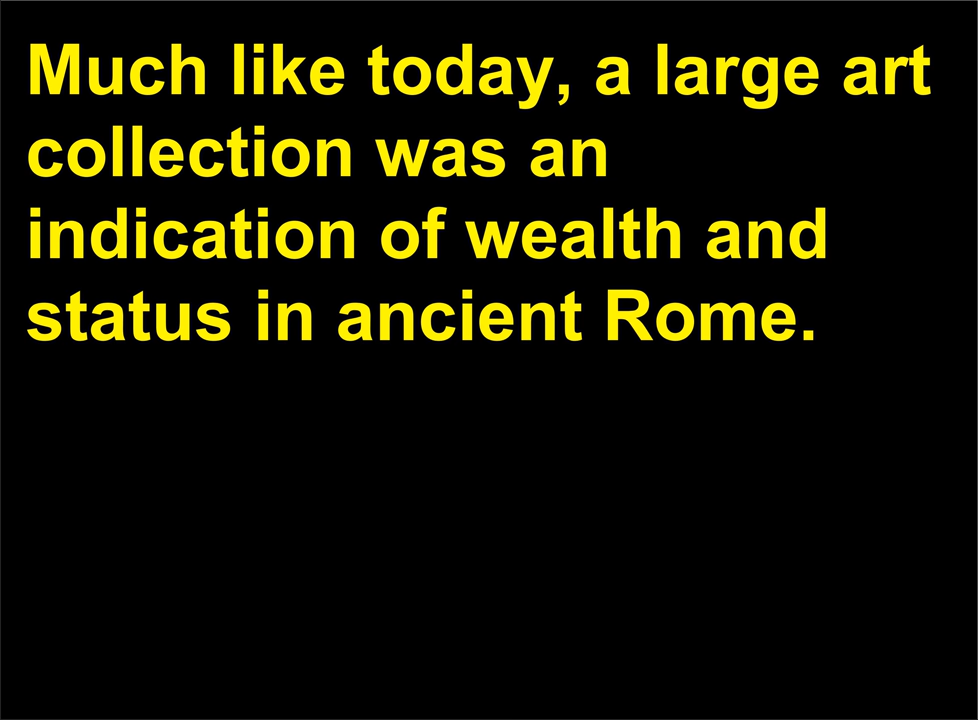 Much like today, a large art
collection was an
indication of wealth and
status in ancient Rome.